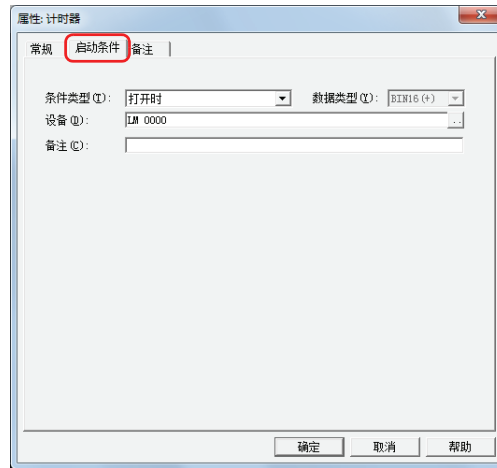 属性:计时器
常规 启动条件 备注
条件类型(T): 打开时 数据类型(Y): BIN16(+)
设备(D): LM 0000 ..
备注(C):
确定 取消 帮助